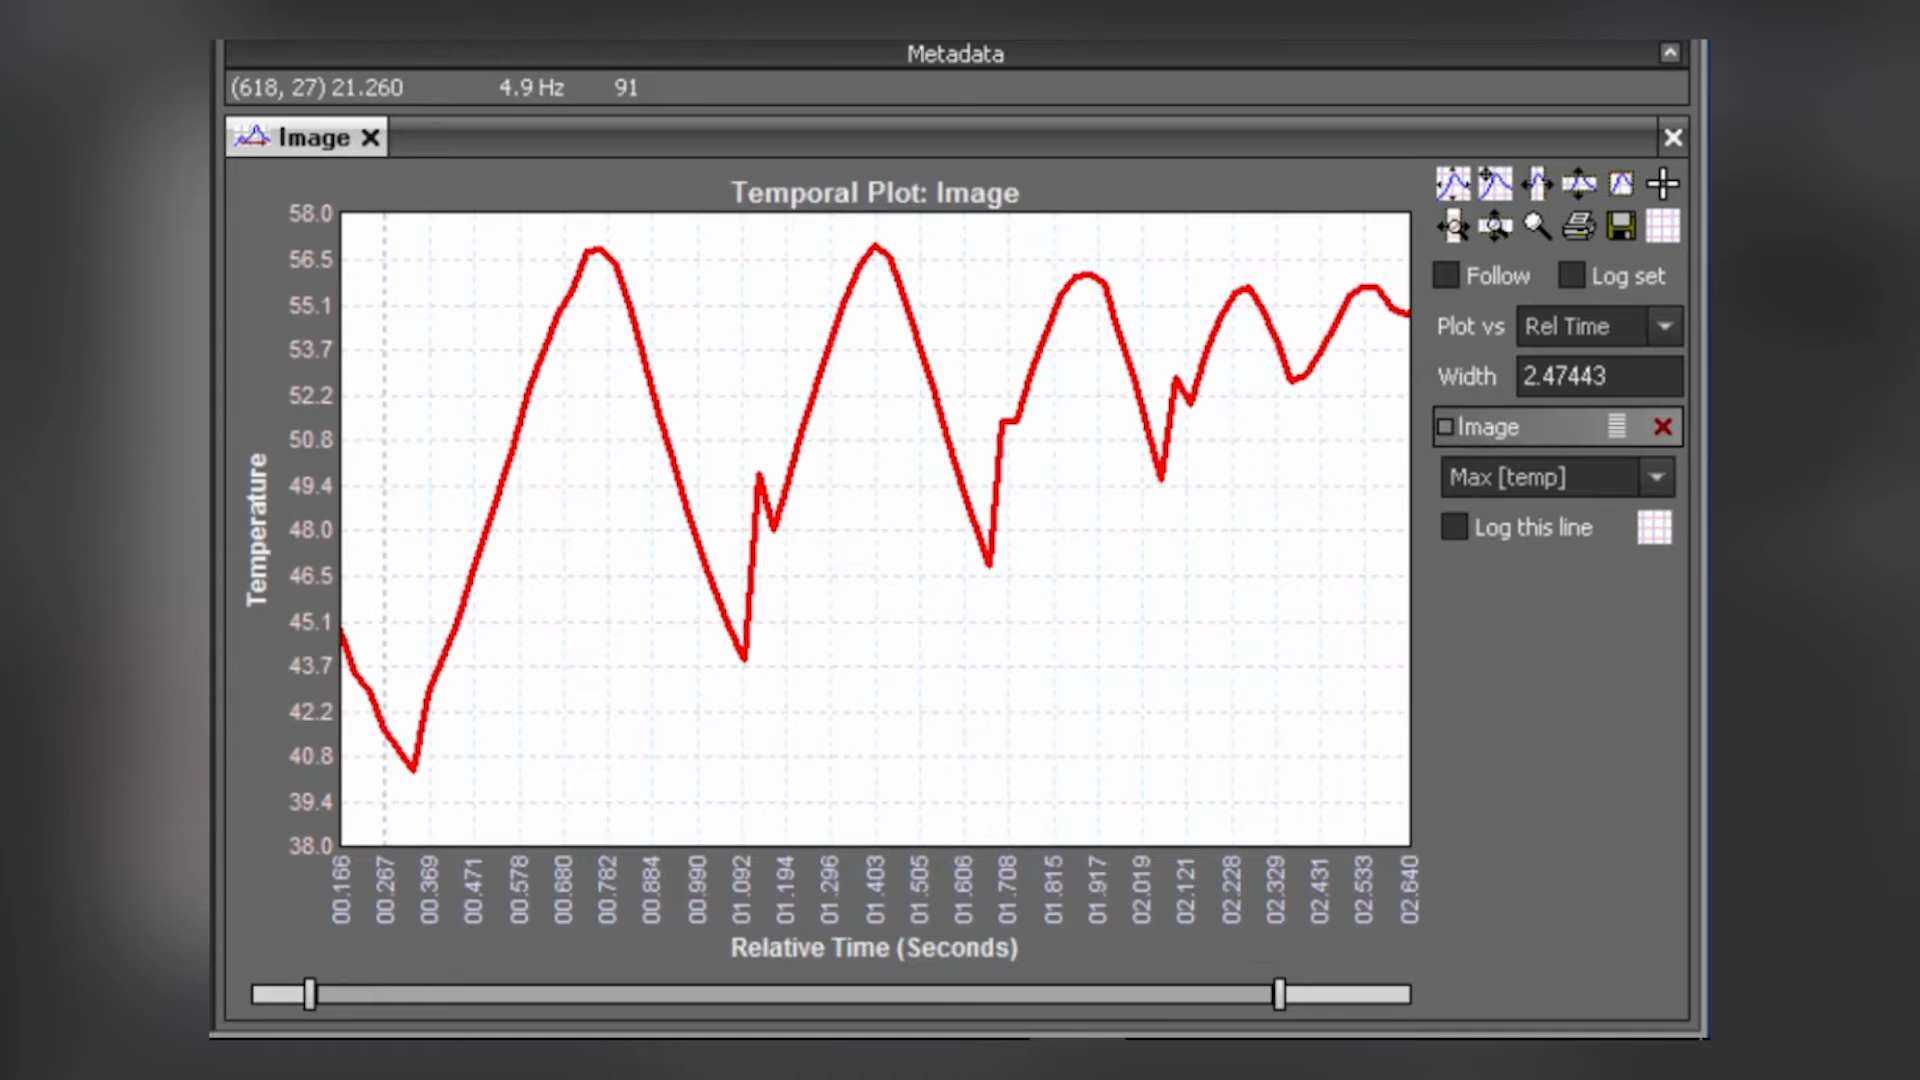 Metadata
(618, 27) 21.260 4.9 Hz 91
Image
Temporal Plot: Image
58.0
56.5
55.1
53.7
52.2
50.8
49.4
48.0
46.5
45.1
43.7
42.2
40.8
39.4
38.0
Temperature
00.166 00.267 00.369 00.471 00.578 00.680 00.782 00.884 00.990 01.092 01.194 01.296 01.403 01.505 01.606 01.708 01.815 01.917 02.019 02.121 02.228 02.329 02.431 02.533 02.640
Relative Time (Seconds)
Follow Log set
Plot vs Rel Time
Width 2.47443
Image
Max [temp]
Log this line